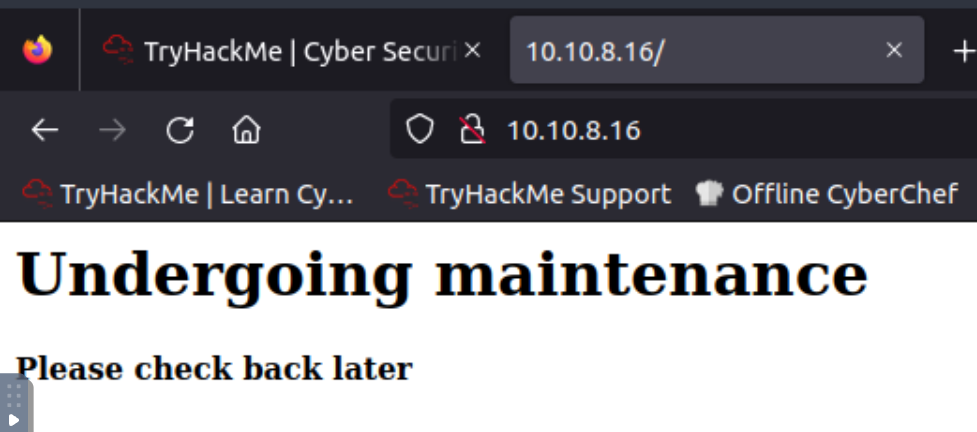 TryHackMe | Cyber Securi
10.10.8.16/
10.10.8.16
TryHackMe | Learn Cy...
TryHackMe Support
Offline CyberChef
Undergoing maintenance
Please check back later